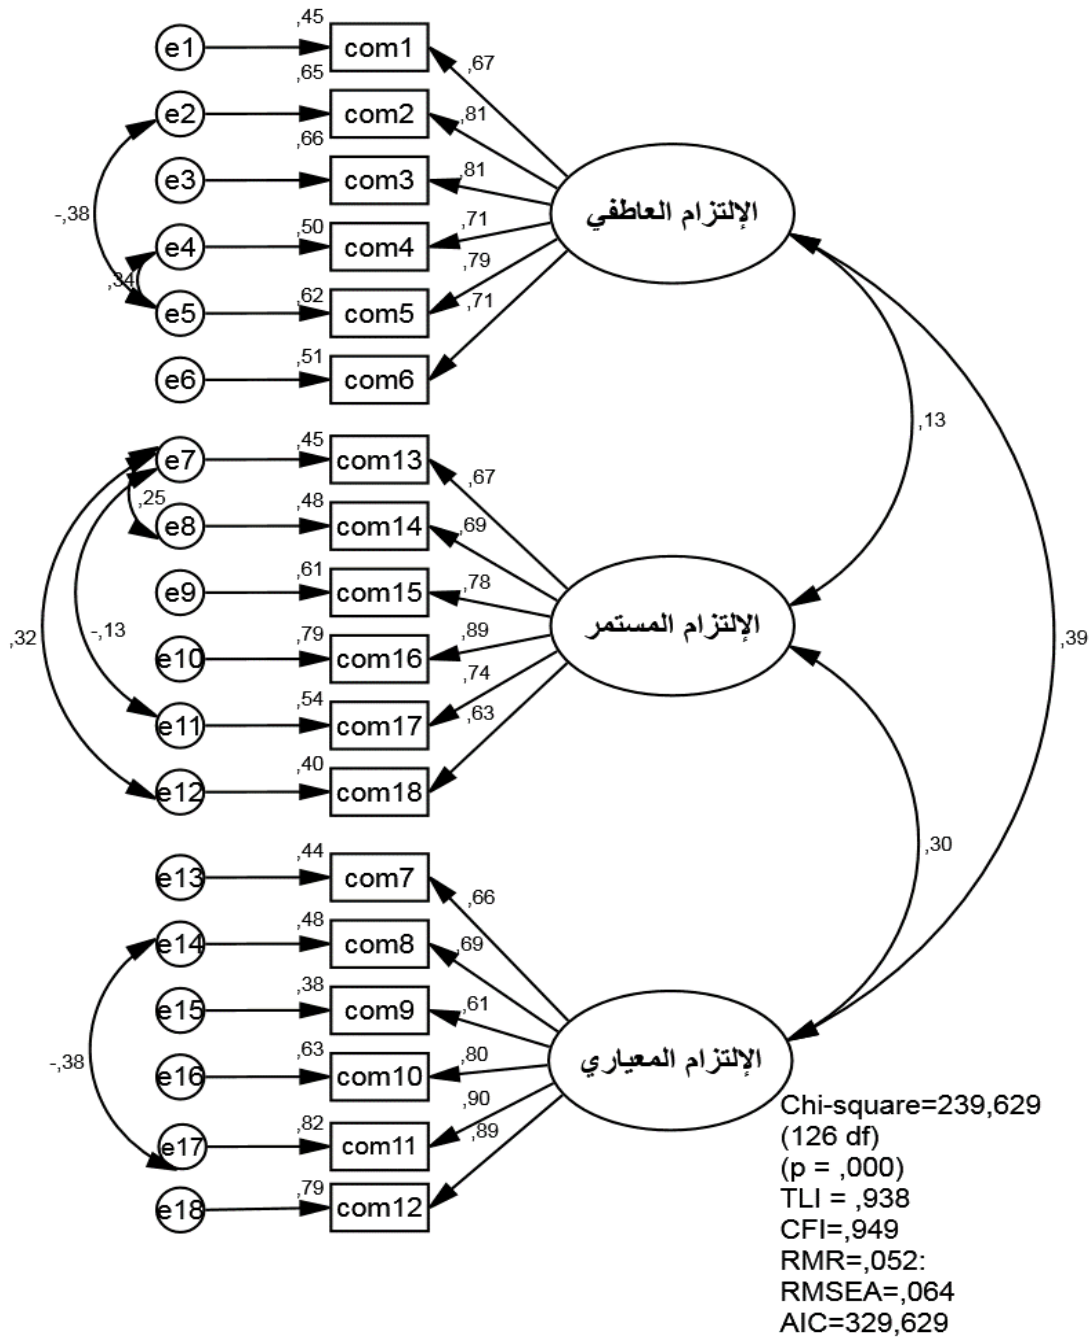 ,45
e1 com1 ,67
,65
e2 com2 ,81
,66
e3 com3 ,81
-,38
الإلتزام العاطفي
,50
e4 com4 ,71
,34
,62
e5 com5 ,79
,51
e6 com6 ,71
,13
,45
e7 com13 ,67
,25
,48
e8 com14 ,69
,61
e9 com15 ,78
,32
-,13
الإلتزام المستمر
,39
,79
e10 com16 ,89
,54
e11 com17 ,74
,40
e12 com18 ,63
,30
,44
e13 com7 ,66
,48
e14 com8 ,69
,38
e15 com9 ,61
-,38
الإلتزام المعياري
,63
e16 com10 ,80
,82
e17 com11 ,90
,79
e18 com12 ,89
Chi-square=239,629
(126 df)
(p = ,000)
TLI = ,938
CFI=,949
RMR=,052:
RMSEA=,064
AIC=329,629